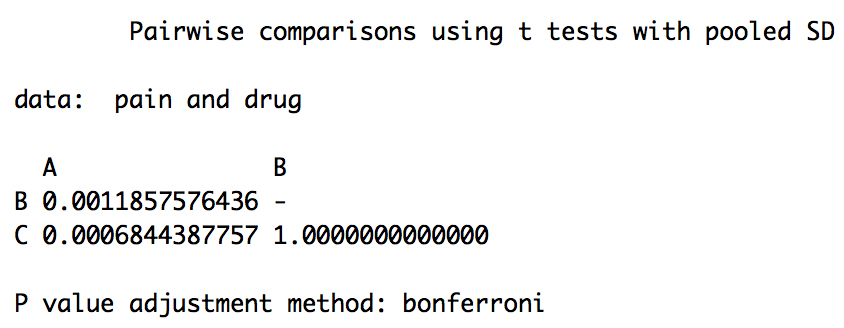 Pairwise comparisons using t tests with pooled SD
data:  pain and drug
A B
B 0.0011857576436 -
C 0.0006844387757 1.0000000000000
P value adjustment method: bonferroni